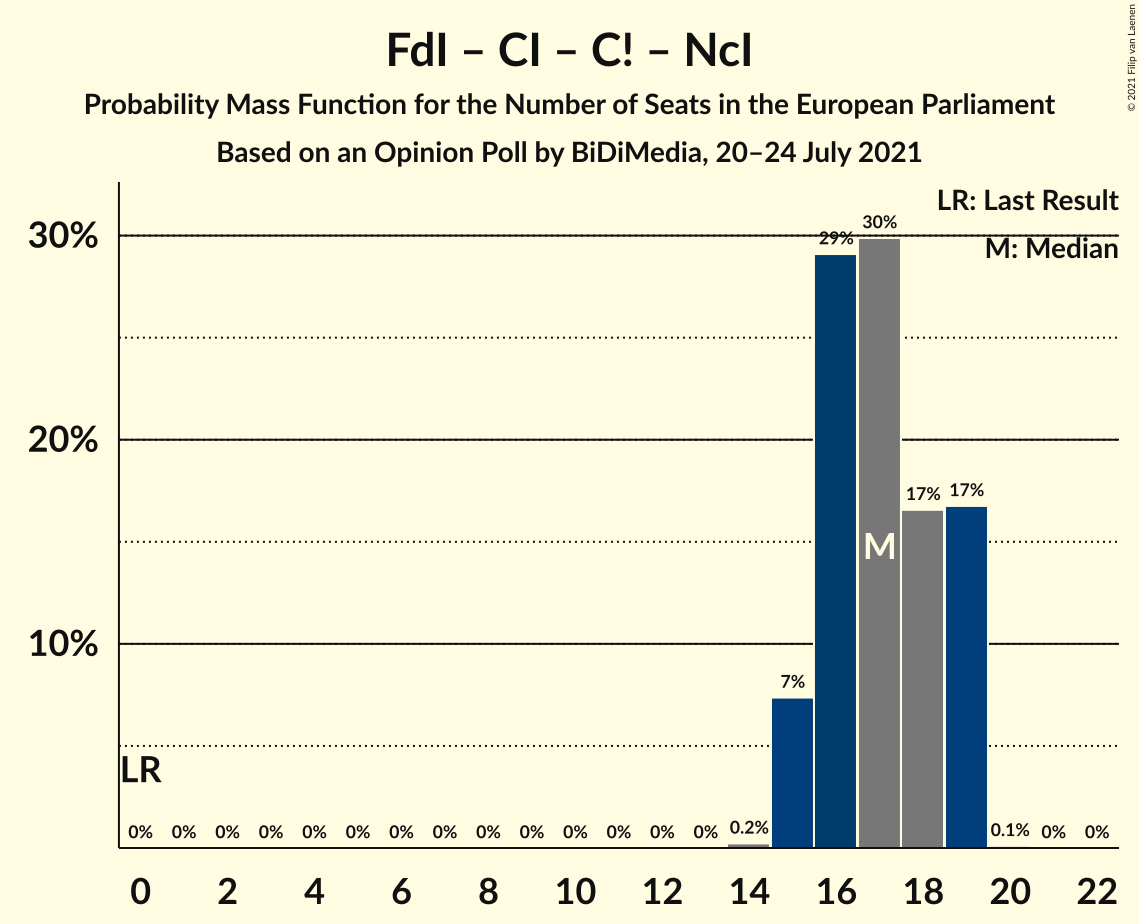 FdI – CI – C! – NcI
Probability Mass Function for the Number of Seats in the European Parliament
Based on an Opinion Poll by BiDiMedia, 20–24 July 2021
© 2021 Filip van Laenen
LR: Last Result
M: Median
30%
20%
10%
29%
30%
17%
17%
7%
M
LR
0% 0% 0% 0% 0% 0% 0% 0% 0% 0% 0% 0% 0% 0% 0.2% 0.1% 0% 0%
0 2 4 6 8 10 12 14 16 18 20 22